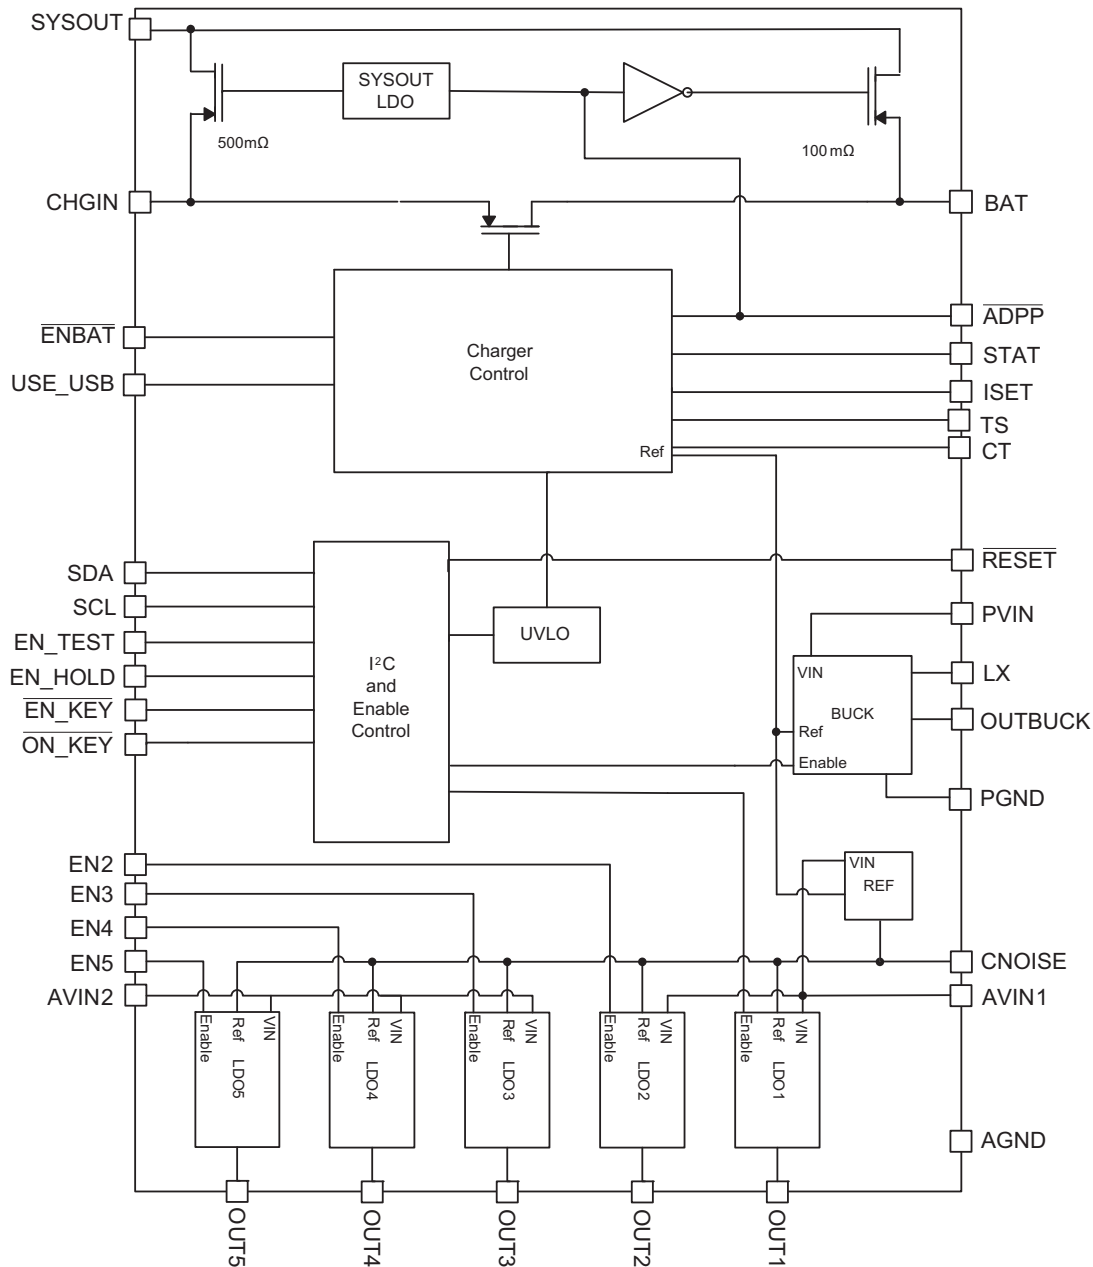 SYSOUT
SYSOUT
LDO
500mΩ
100mΩ
CHGIN
BAT
ENBAT
USE_USB
Charger
Control
Ref
ADPP
STAT
ISET
TS
CT
SDA
SCL
EN_TEST
EN_HOLD
EN_KEY
ON_KEY
I²C
and
Enable
Control
UVLO
RESET
PVIN
LX
OUTBUCK
PGND
VIN
BUCK
Ref
Enable
VIN
REF
EN2
EN3
EN4
EN5
AVIN2
CNOISE
AVIN1
AGND
Enable
Ref
LDO5
VIN
Enable
Ref
LDO4
VIN
Enable
Ref
LDO3
VIN
Enable
Ref
LDO2
VIN
Enable
Ref
LDO1
VIN
OUT5
OUT4
OUT3
OUT2
OUT1